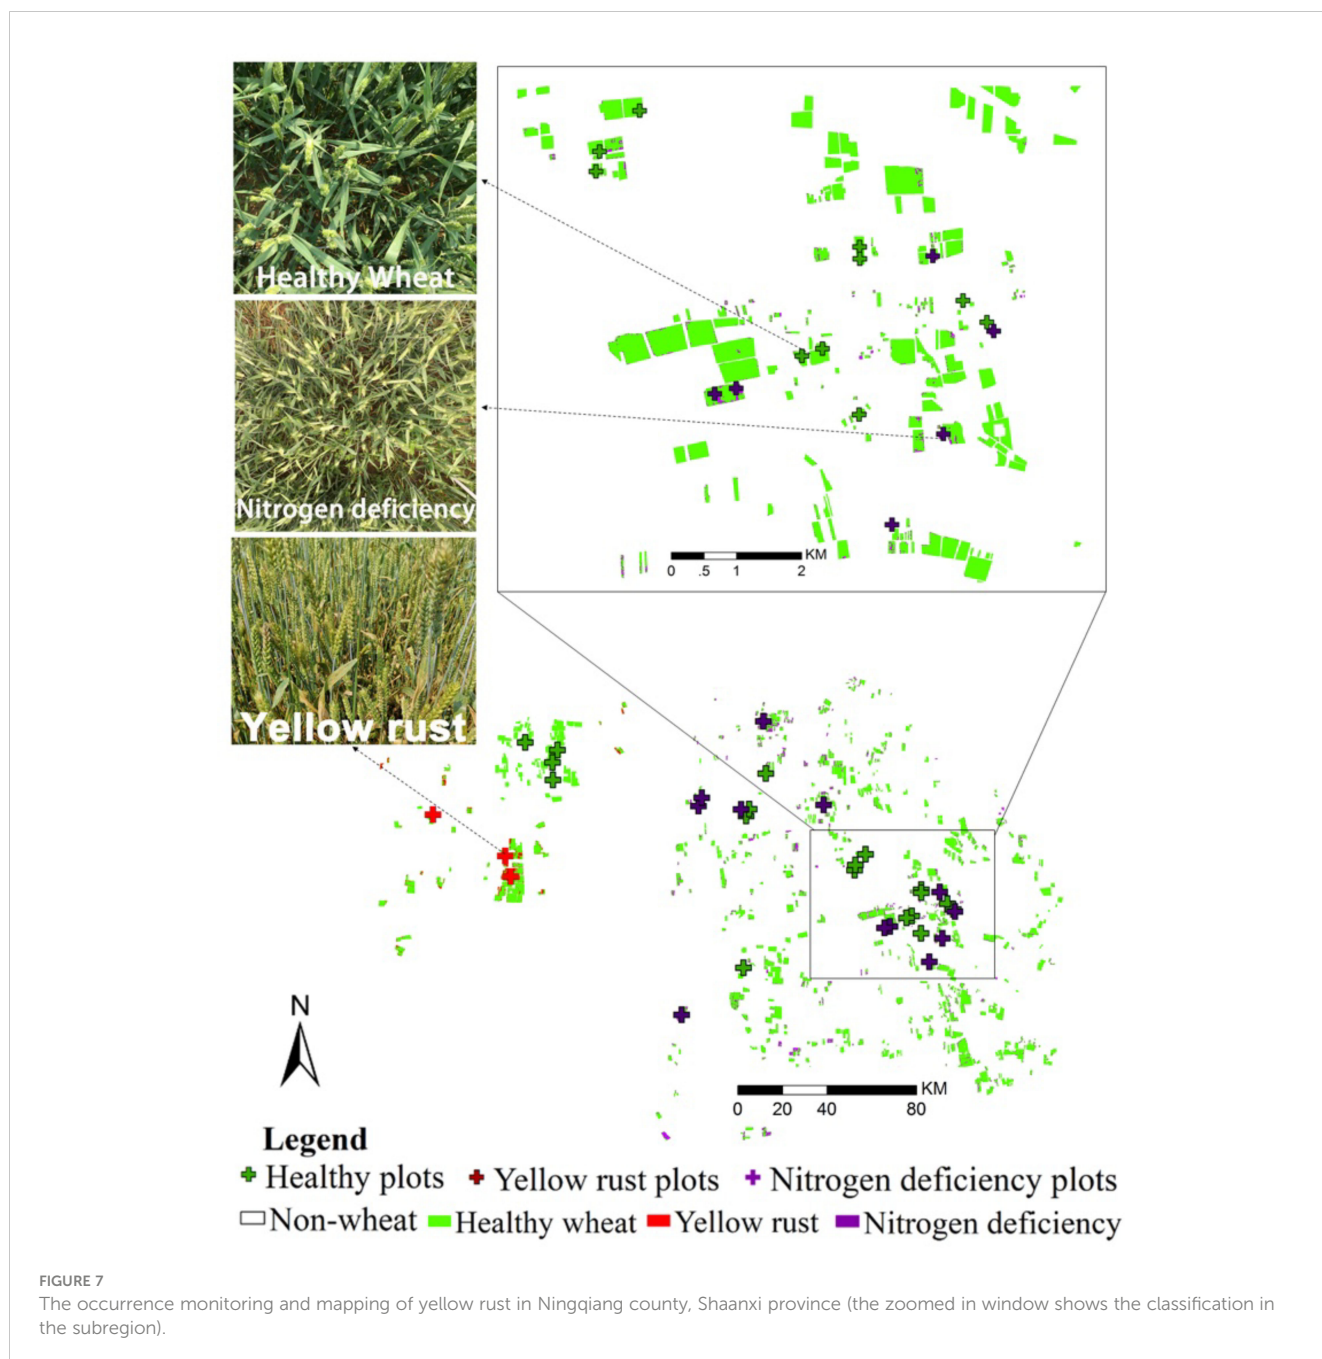 Healthy Wheat
Nitrogen deficiency
Yellow rust
KM
0 .5 1 2
N
KM
0 20 40 80
Legend
Healthy plots Yellow rust plots Nitrogen deficiency plots
Non-wheat Healthy wheat Yellow rust Nitrogen deficiency
FIGURE 7
The occurrence monitoring and mapping of yellow rust in Ningqiang county, Shaanxi province (the zoomed in window shows the classification in
the subregion).